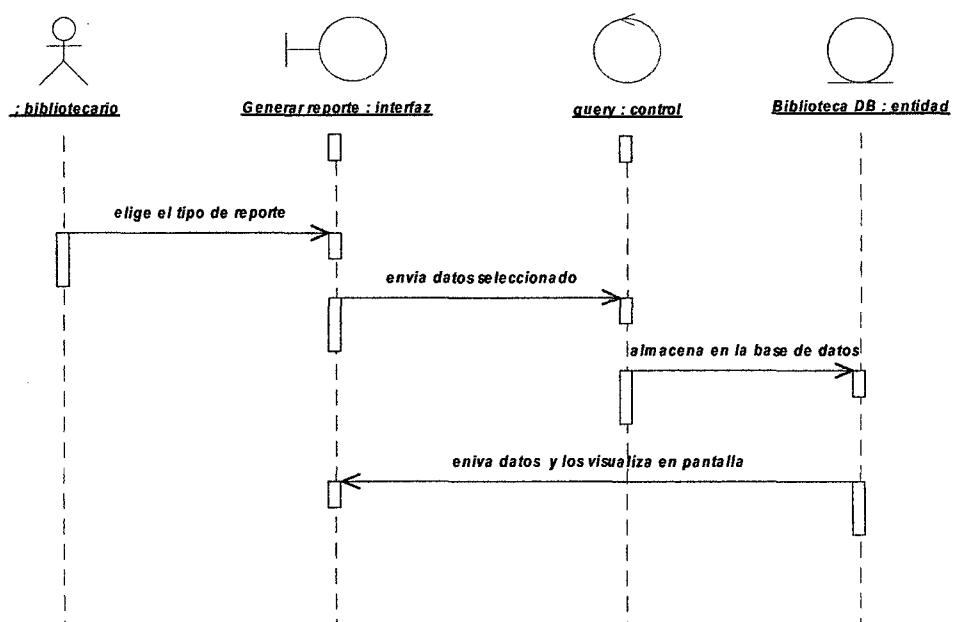 : bibliotecario
Generar reporte : interfaz
query : control
Biblioteca DB : entidad
elige el tipo de reporte
envia datos seleccionado
almacena en la base de datos
eniva datos y los visualiza en pantalla